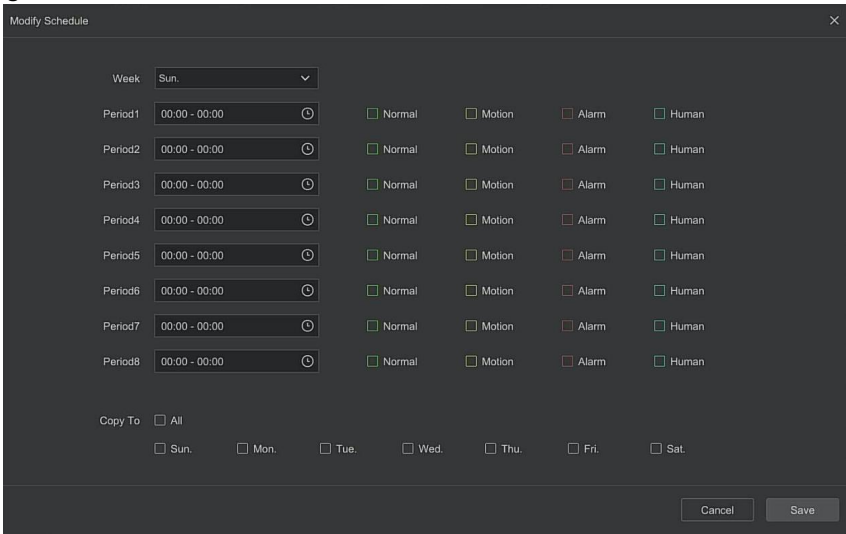 Modify Schedule
Week Sun.
Period1 00:00 - 00:00 Normal Motion Alarm Human
Period2 00:00 - 00:00 Normal Motion Alarm Human
Period3 00:00 - 00:00 Normal Motion Alarm Human
Period4 00:00 - 00:00 Normal Motion Alarm Human
Period5 00:00 - 00:00 Normal Motion Alarm Human
Period6 00:00 - 00:00 Normal Motion Alarm Human
Period7 00:00 - 00:00 Normal Motion Alarm Human
Period8 00:00 - 00:00 Normal Motion Alarm Human
Copy To All
Sun. Mon. Tue. Wed. Thu. Fri. Sat.
Cancel Save